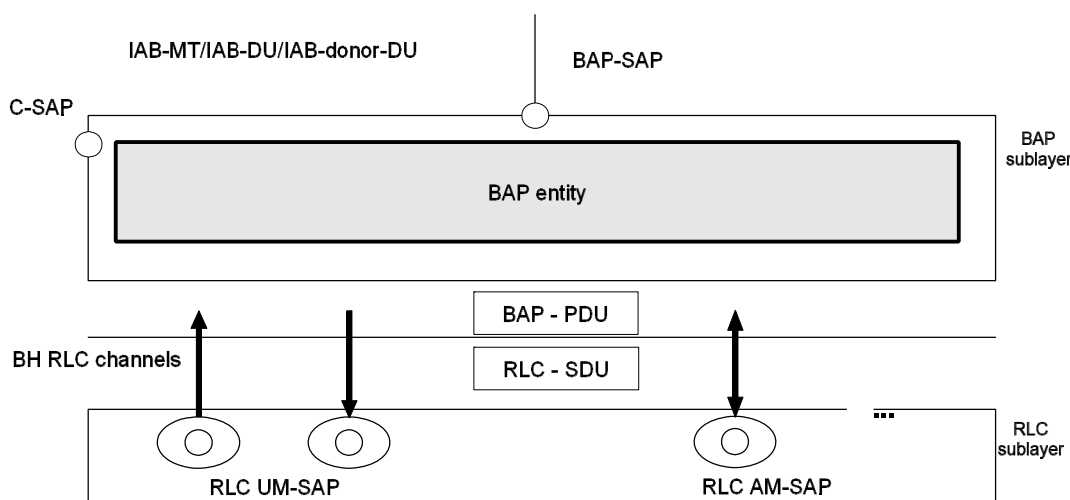 IAB-MT/IAB-DU/IAB-donor-DU
BAP-SAP
C-SAP
BAP
sublayer
BAP entity
BAP - PDU
BH RLC channels
RLC - SDU
RLC
sublayer
RLC UM-SAP
RLC AM-SAP